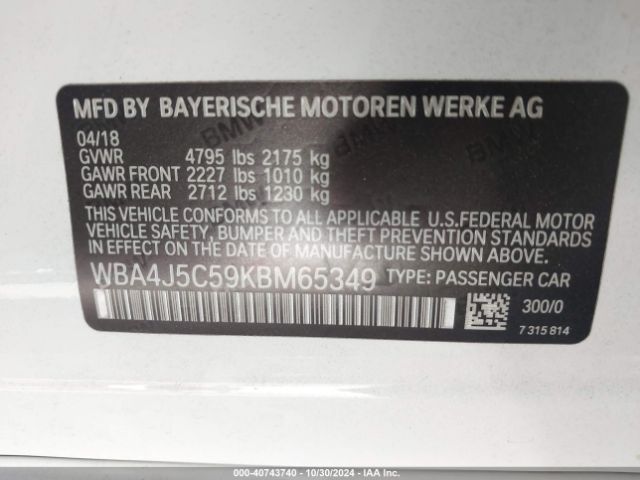 MFD BY BAYERISCHE MOTOREN WERKE AG
04/18
GVWR 4795 lbs 2175 kg
GAWR FRONT 2227 lbs 1010 kg
GAWR REAR 2712 lbs 1230 kg
THIS VEHICLE CONFORMS TO ALL APPLICABLE U.S.FEDERAL MOTOR
VEHICLE SAFETY, BUMPER AND THEFT PREVENTION STANDARDS
IN EFFECT ON THE DATE OF MANUFACTURE SHOWN ABOVE.
WBA4J5C59KBM65349 TYPE: PASSENGER CAR
300/0
7 315 814
000-40743740 - 10/30/2024 - IAA Inc.